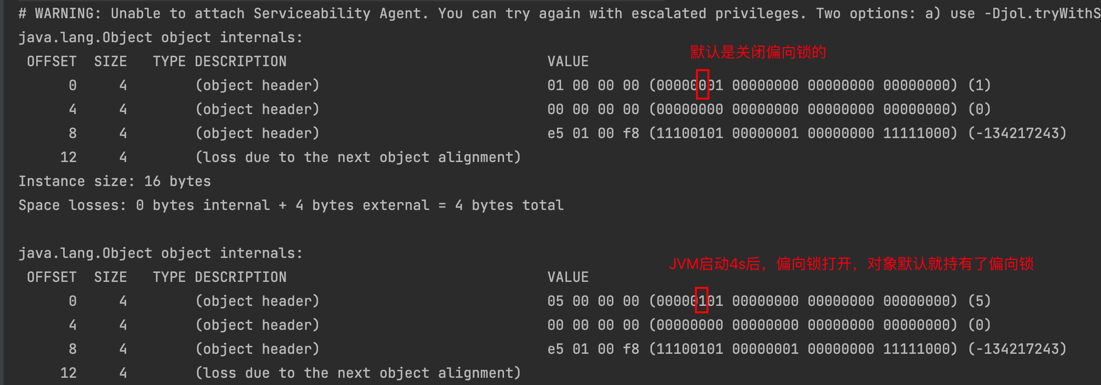 # WARNING: Unable to attach Serviceability Agent. You can try again with escalated privileges. Two options: a) use -Djol.tryWithS
java.lang.Object object internals:
默认是关闭偏向锁的
OFFSET  SIZE   TYPE DESCRIPTION                               VALUE
0     4        (object header)                           01 00 00 00 (00000001 00000000 00000000 00000000) (1)
4     4        (object header)                           00 00 00 00 (00000000 00000000 00000000 00000000) (0)
8     4        (object header)                           e5 01 00 f8 (11100101 00000001 00000000 11111000) (-134217243)
12     4        (loss due to the next object alignment)
Instance size: 16 bytes
Space losses: 0 bytes internal + 4 bytes external = 4 bytes total
java.lang.Object object internals:
JVM启动4s后，偏向锁打开，对象默认就持有了偏向锁
OFFSET  SIZE   TYPE DESCRIPTION                               VALUE
0     4        (object header)                           05 00 00 00 (00000101 00000000 00000000 00000000) (5)
4     4        (object header)                           00 00 00 00 (00000000 00000000 00000000 00000000) (0)
8     4        (object header)                           e5 01 00 f8 (11100101 00000001 00000000 11111000) (-134217243)
12     4        (loss due to the next object alignment)